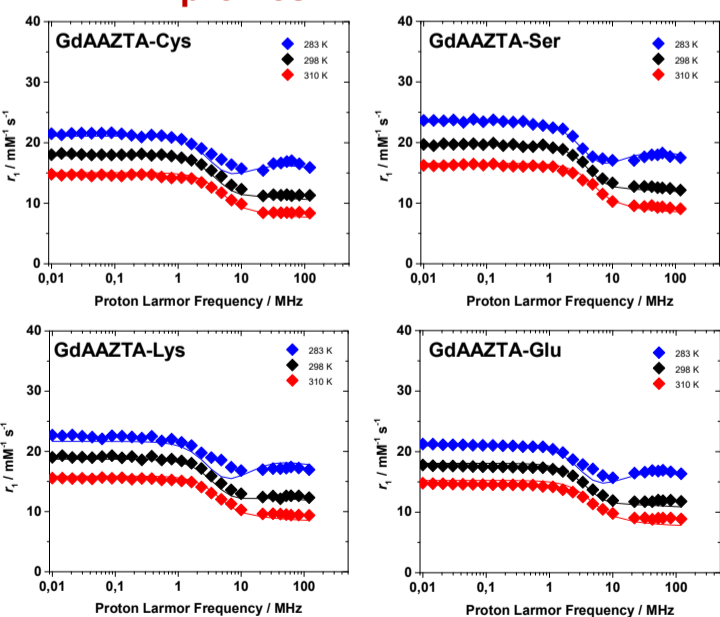 GdAAZTA-Cys
283 K
298 K
310 K
40
30
20
10
0
r₁ / mM⁻¹ s⁻¹
0,01 0,1 1 10 100
Proton Larmor Frequency / MHz
GdAAZTA-Ser
283 K
298 K
310 K
40
30
20
10
0
r₁ / mM⁻¹ s⁻¹
0,01 0,1 1 10 100
Proton Larmor Frequency / MHz
GdAAZTA-Lys
283 K
298 K
310 K
40
30
20
10
0
r₁ / mM⁻¹ s⁻¹
0,01 0,1 1 10 100
Proton Larmor Frequency / MHz
GdAAZTA-Glu
283 K
298 K
310 K
40
30
20
10
0
r₁ / mM⁻¹ s⁻¹
0,01 0,1 1 10 100
Proton Larmor Frequency / MHz